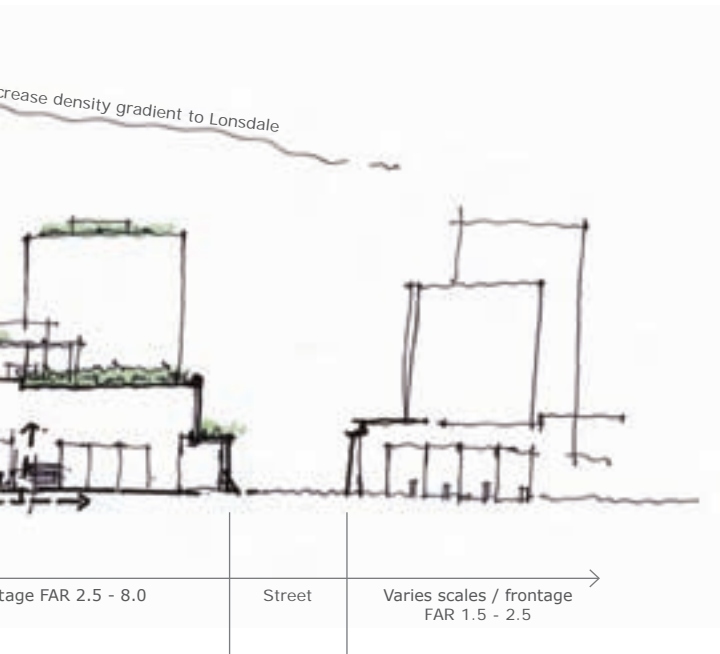 crease density gradient to Lonsdale
tage FAR 2.5 - 8.0
Street
Varies scales / frontage
FAR 1.5 - 2.5